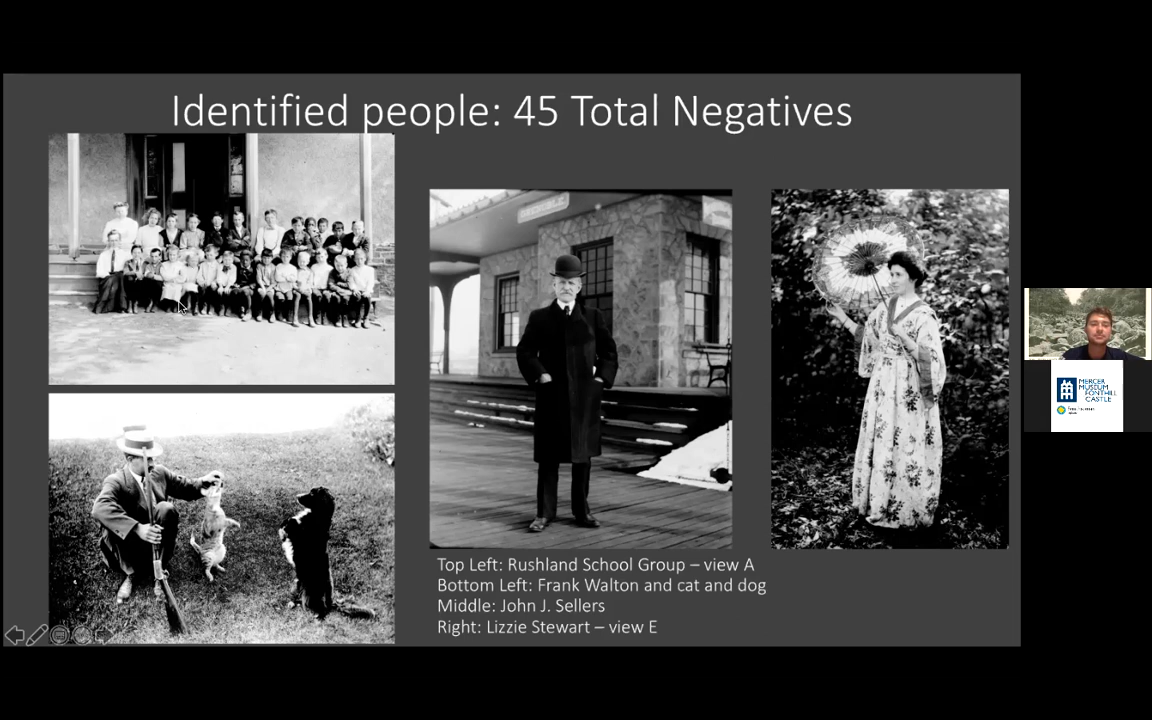 Identified people: 45 Total Negatives
Top Left: Rushland School Group – view A
Bottom Left: Frank Walton and cat and dog
Middle: John J. Sellers
Right: Lizzie Stewart – view E
MERCER
MUSEUM
FONTHILL
CASTLE